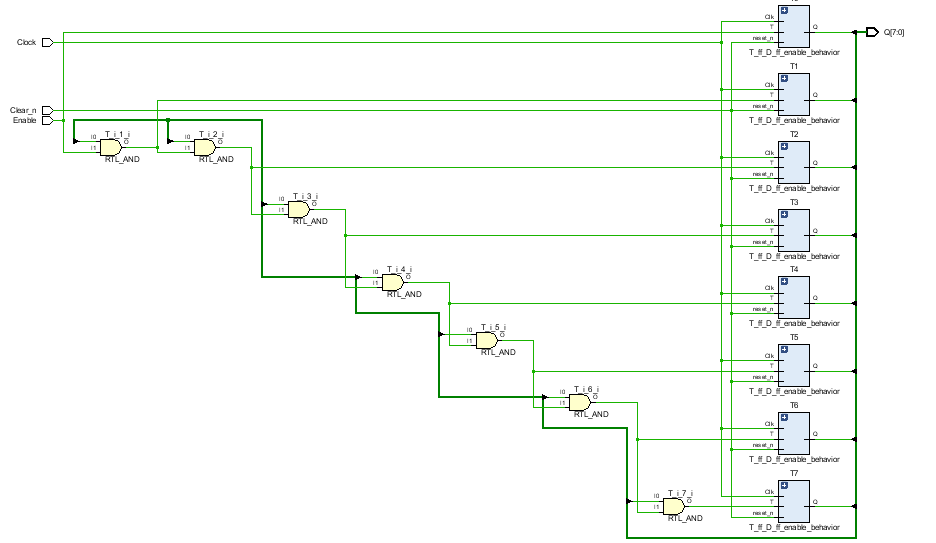 Clk
T
reset_n
Q
T_ff_D_ff_enable_behavior
Q[7:0]
Clock
T1
Clk
T
reset_n
Q
T_ff_D_ff_enable_behavior
Clear_n
Enable
T_i_1_i
I0
I1
O
RTL_AND
T_i_2_i
I0
I1
O
RTL_AND
T2
Clk
T
reset_n
Q
T_ff_D_ff_enable_behavior
T_i_3_i
I0
I1
O
RTL_AND
T3
Clk
T
reset_n
Q
T_ff_D_ff_enable_behavior
T_i_4_i
I0
I1
O
RTL_AND
T4
Clk
T
reset_n
Q
T_ff_D_ff_enable_behavior
T_i_5_i
I0
I1
O
RTL_AND
T5
Clk
T
reset_n
Q
T_ff_D_ff_enable_behavior
T_i_6_i
I0
I1
O
RTL_AND
T6
Clk
T
reset_n
Q
T_ff_D_ff_enable_behavior
T_i_7_i
I0
I1
O
RTL_AND
T7
Clk
T
reset_n
Q
T_ff_D_ff_enable_behavior